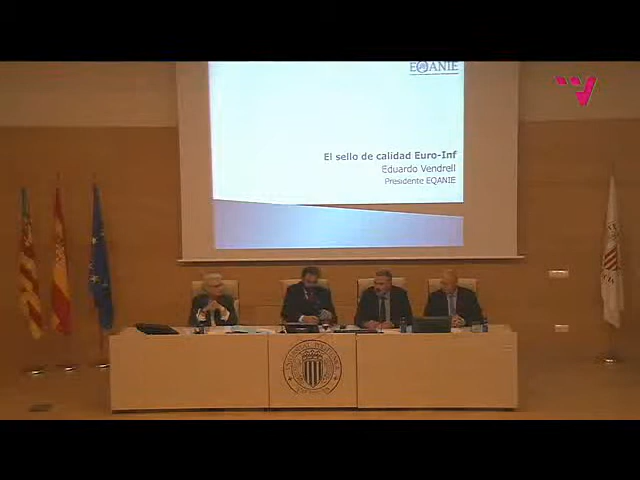 EQANIE
El sello de calidad Euro-Inf
Eduardo Vendrell
Presidente EQANIE